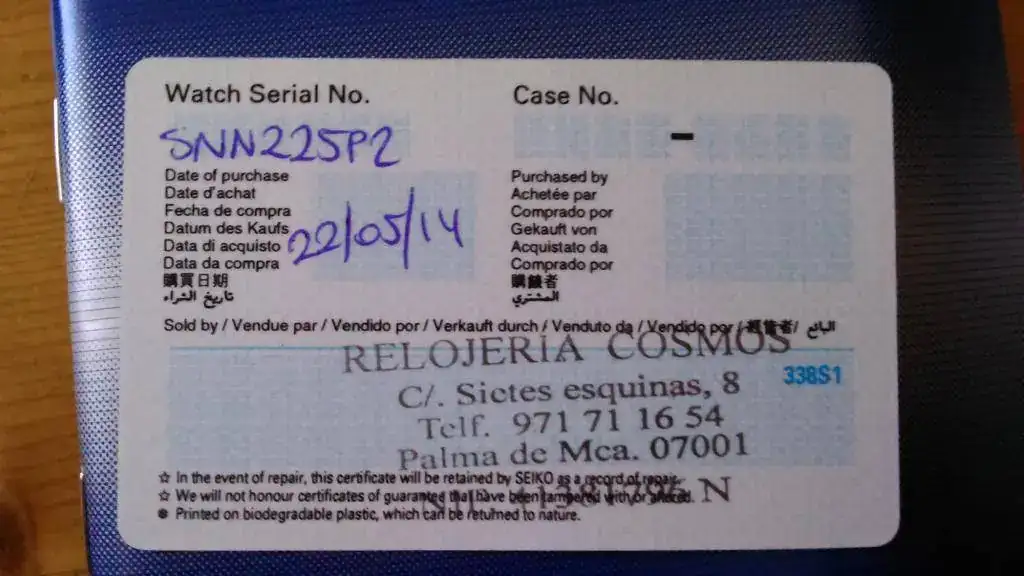 Watch Serial No.
SNN225P2
Case No.
-
Date of purchase
Date d'achat
Fecha de compra
Datum des Kaufs
Data di acquisto
Data da compra
購買日期
تاريخ الشراء
22/05/14
Purchased by
Achetée par
Comprado por
Gekauft von
Acquistato da
Comprado por
購買者
المشتري
Sold by / Vendue par / Vendido por / Verkauft durch / Venduto da / Vendido por / 經售者/ البائع
RELOJERIA COSMOS
338S1
C/. Sietes esquinas, 8
Telf. 971 71 16 54
Palma de Mca. 07001
☆ In the event of repair, this certificate will be retained by SEIKO as a record of repair.
☆ We will not honour certificates of guarantee that have been tampered with or altered.
● Printed on biodegradable plastic, which can be returned to nature.